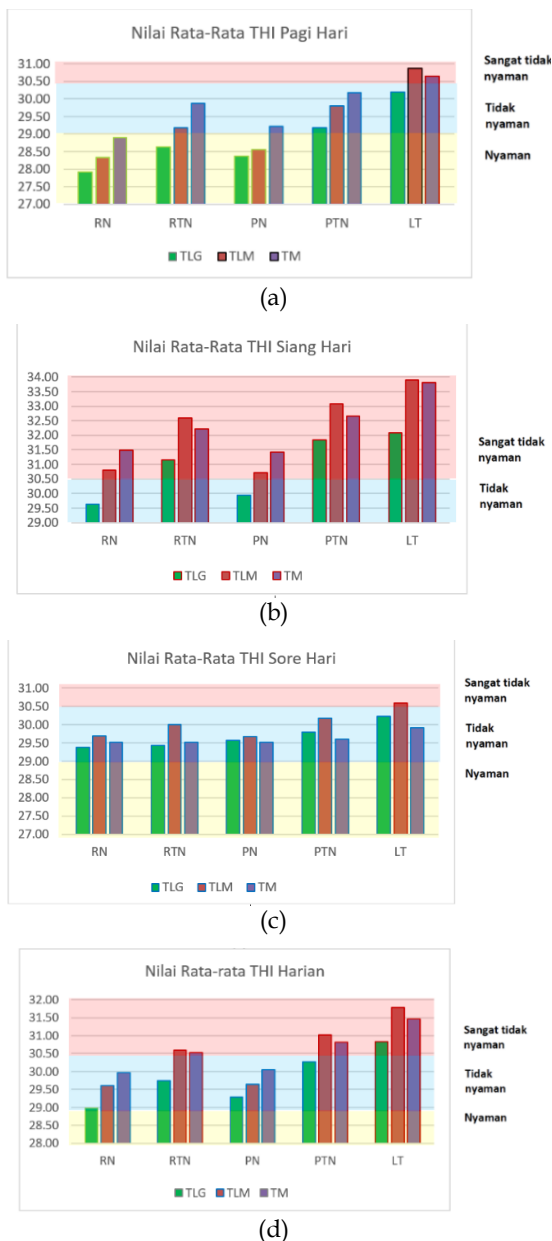 Nilai Rata-Rata THI Pagi Hari
31.00
30.50
30.00
29.50
29.00
28.50
28.00
27.50
27.00
RN RTN PN PTN LT
TLG TLM TM
Sangat tidak
nyaman
Tidak
nyaman
Nyaman
(a)
Nilai Rata-Rata THI Siang Hari
34.00
33.50
33.00
32.50
32.00
31.50
31.00
30.50
30.00
29.50
29.00
RN RTN PN PTN LT
TLG TLM TM
Sangat tidak
nyaman
Tidak
nyaman
(b)
Nilai Rata-Rata THI Sore Hari
31.00
30.50
30.00
29.50
29.00
28.50
28.00
27.50
27.00
RN RTN PN PTN LT
TLG TLM TM
Sangat tidak
nyaman
Tidak
nyaman
Nyaman
(c)
Nilai Rata-rata THI Harian
32.00
31.50
31.00
30.50
30.00
29.50
29.00
28.50
28.00
RN RTN PN PTN LT
TLG TLM TM
Sangat tidak
nyaman
Tidak
nyaman
Nyaman
(d)